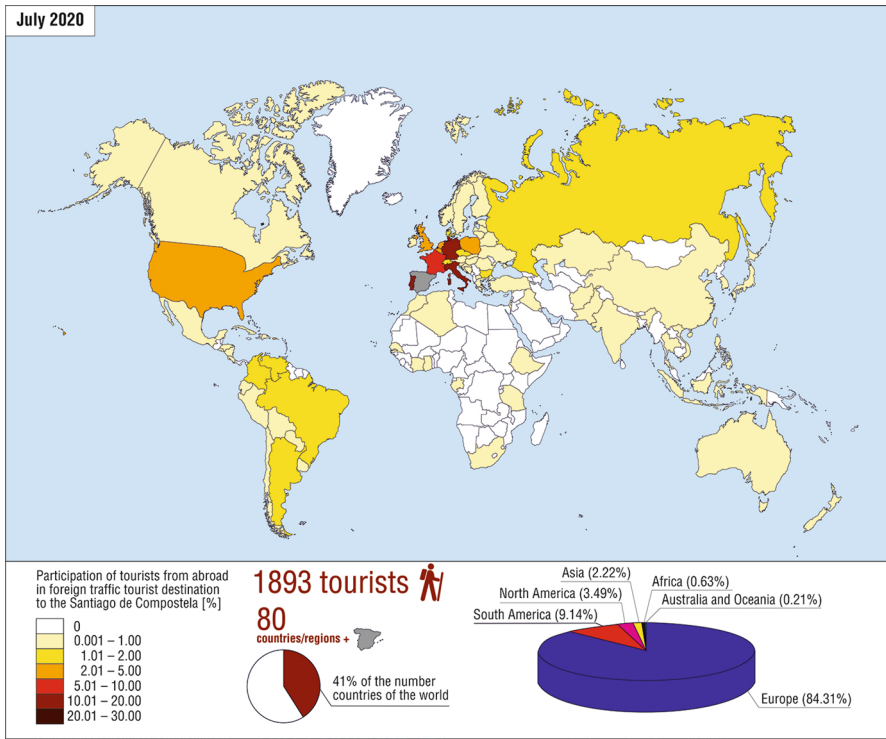 July 2020
Participation of tourists from abroad
in foreign traffic tourist destination
to the Santiago de Compostela [%]
0
0.001 – 1.00
1.01 – 2.00
2.01 – 5.00
5.01 – 10.00
10.01 – 20.00
20.01 – 30.00
1893 tourists
80
countries/regions +
41% of the number
countries of the world
Asia (2.22%)
North America (3.49%)
South America (9.14%)
Africa (0.63%)
Australia and Oceania (0.21%)
Europe (84.31%)